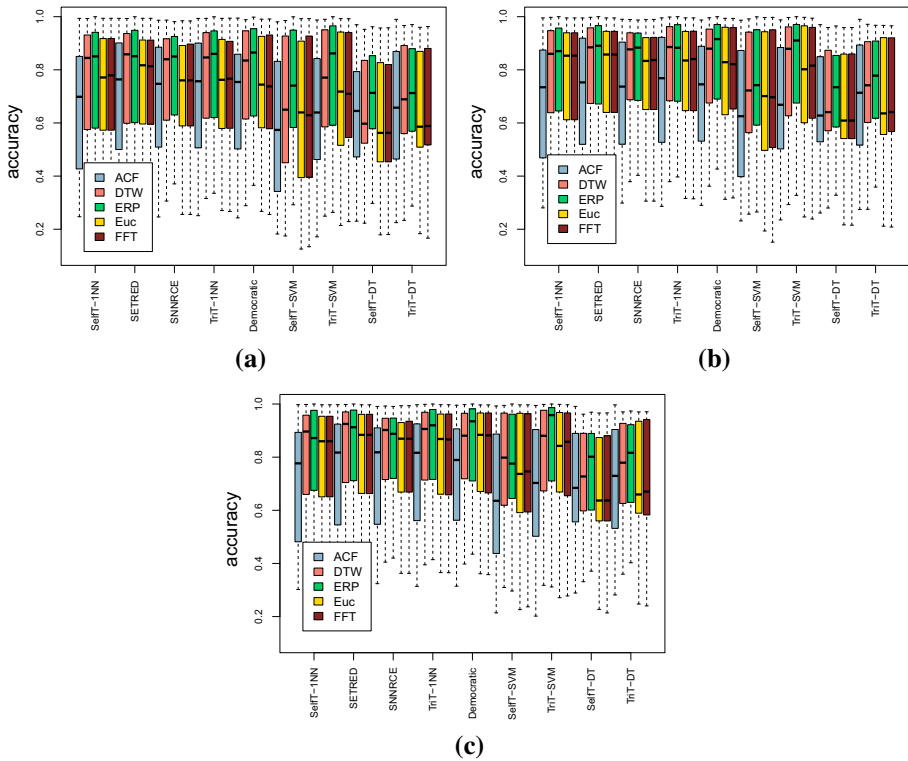 1.0
0.8
0.6
0.4
0.2
accuracy
ACF
DTW
ERP
Euc
FFT
SelfT−1NN
SETRED
SNNRCE
TriT−1NN
Democratic
SelfT−SVM
TriT−SVM
SelfT−DT
TriT−DT
(a)
1.0
0.8
0.6
0.4
0.2
accuracy
ACF
DTW
ERP
Euc
FFT
SelfT−1NN
SETRED
SNNRCE
TriT−1NN
Democratic
SelfT−SVM
TriT−SVM
SelfT−DT
TriT−DT
(b)
1.0
0.8
0.6
0.4
0.2
accuracy
ACF
DTW
ERP
Euc
FFT
SelfT−1NN
SETRED
SNNRCE
TriT−1NN
Democratic
SelfT−SVM
TriT−SVM
SelfT−DT
TriT−DT
(c)